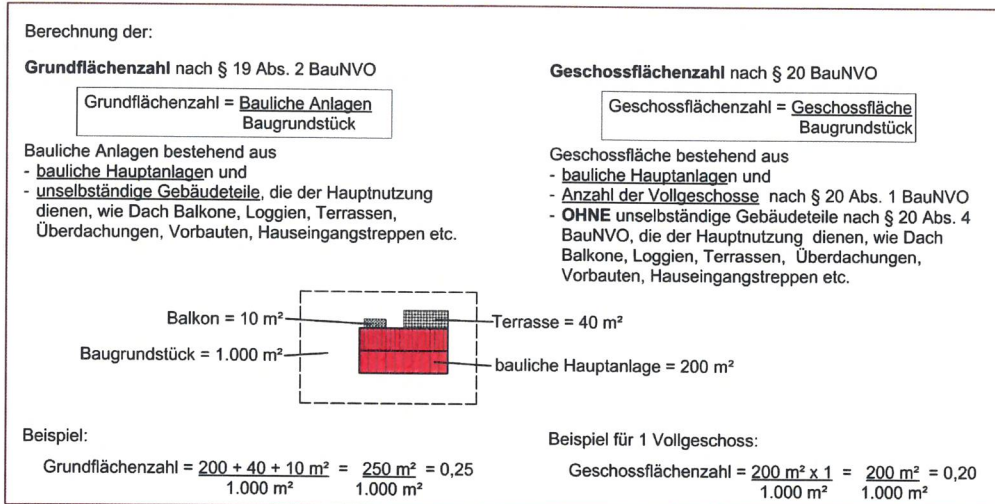 Berechnung der:
Grundflächenzahl nach § 19 Abs. 2 BauNVO
Grundflächenzahl = Bauliche Anlagen
Baugrundstück
Bauliche Anlagen bestehend aus
- bauliche Hauptanlagen und
- unselbständige Gebäudeteile, die der Hauptnutzung
dienen, wie Dach Balkone, Loggien, Terrassen,
Überdachungen, Vorbauten, Hauseingangstreppen etc.
Geschossflächenzahl nach § 20 BauNVO
Geschossflächenzahl = Geschossfläche
Baugrundstück
Geschossfläche bestehend aus
- bauliche Hauptanlagen und
- Anzahl der Vollgeschosse nach § 20 Abs. 1 BauNVO
- OHNE unselbständige Gebäudeteile nach § 20 Abs. 4
BauNVO, die der Hauptnutzung dienen, wie Dach
Balkone, Loggien, Terrassen, Überdachungen,
Vorbauten, Hauseingangstreppen etc.
Balkon = 10 m²
Baugrundstück = 1.000 m²
Terrasse = 40 m²
bauliche Hauptanlage = 200 m²
Beispiel:
Grundflächenzahl = 200 + 40 + 10 m² = 250 m² = 0,25
1.000 m² 1.000 m²
Beispiel für 1 Vollgeschoss:
Geschossflächenzahl = 200 m² x 1 = 200 m² = 0,20
1.000 m² 1.000 m²